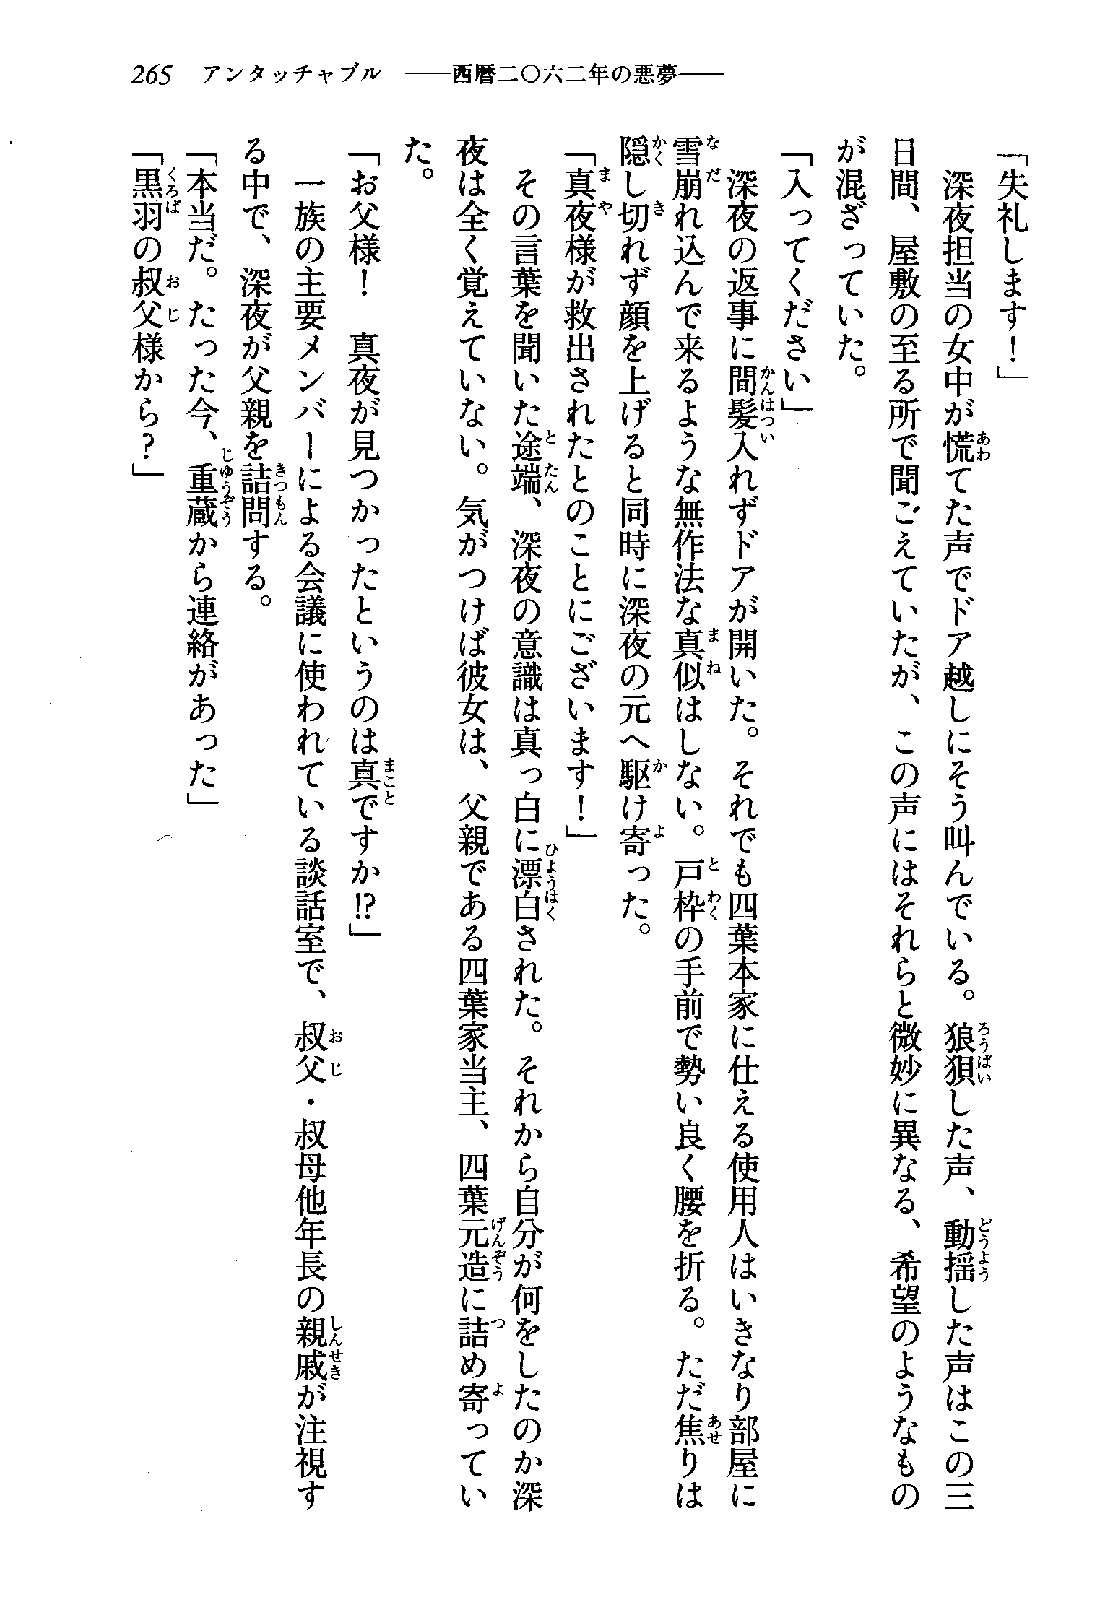 265　アンタッチャブル　――西暦二〇六二年の悪夢――
「失礼します！」
　深夜担当の女中が慌てた声でドア越しにそう叫んでいる。狼狽した声、動揺した声はこの三
日間、屋敷の至る所で聞こえていたが、この声にはそれらと微妙に異なる、希望のようなもの
が混ざっていた。
「入ってください」
　深夜の返事に間髪入れずドアが開いた。それでも四葉本家に仕える使用人はいきなり部屋に
雪崩れ込んで来るような無作法な真似はしない。戸枠の手前で勢い良く腰を折る。ただ焦りは
隠し切れず顔を上げると同時に深夜の元へ駆け寄った。
「真夜様が救出されたとのことにございます！」
　その言葉を聞いた途端、深夜の意識は真っ白に漂白された。それから自分が何をしたのか深
夜は全く覚えていない。気がつけば彼女は、父親である四葉家当主、四葉元造に詰め寄ってい
た。
「お父様！　真夜が見つかったというのは真ですか!?」
　一族の主要メンバーによる会議に使われている談話室で、叔父・叔母他年長の親戚が注視す
る中で、深夜が父親を詰問する。
「本当だ。たった今、重蔵から連絡があった」
「黒羽の叔父様から？」